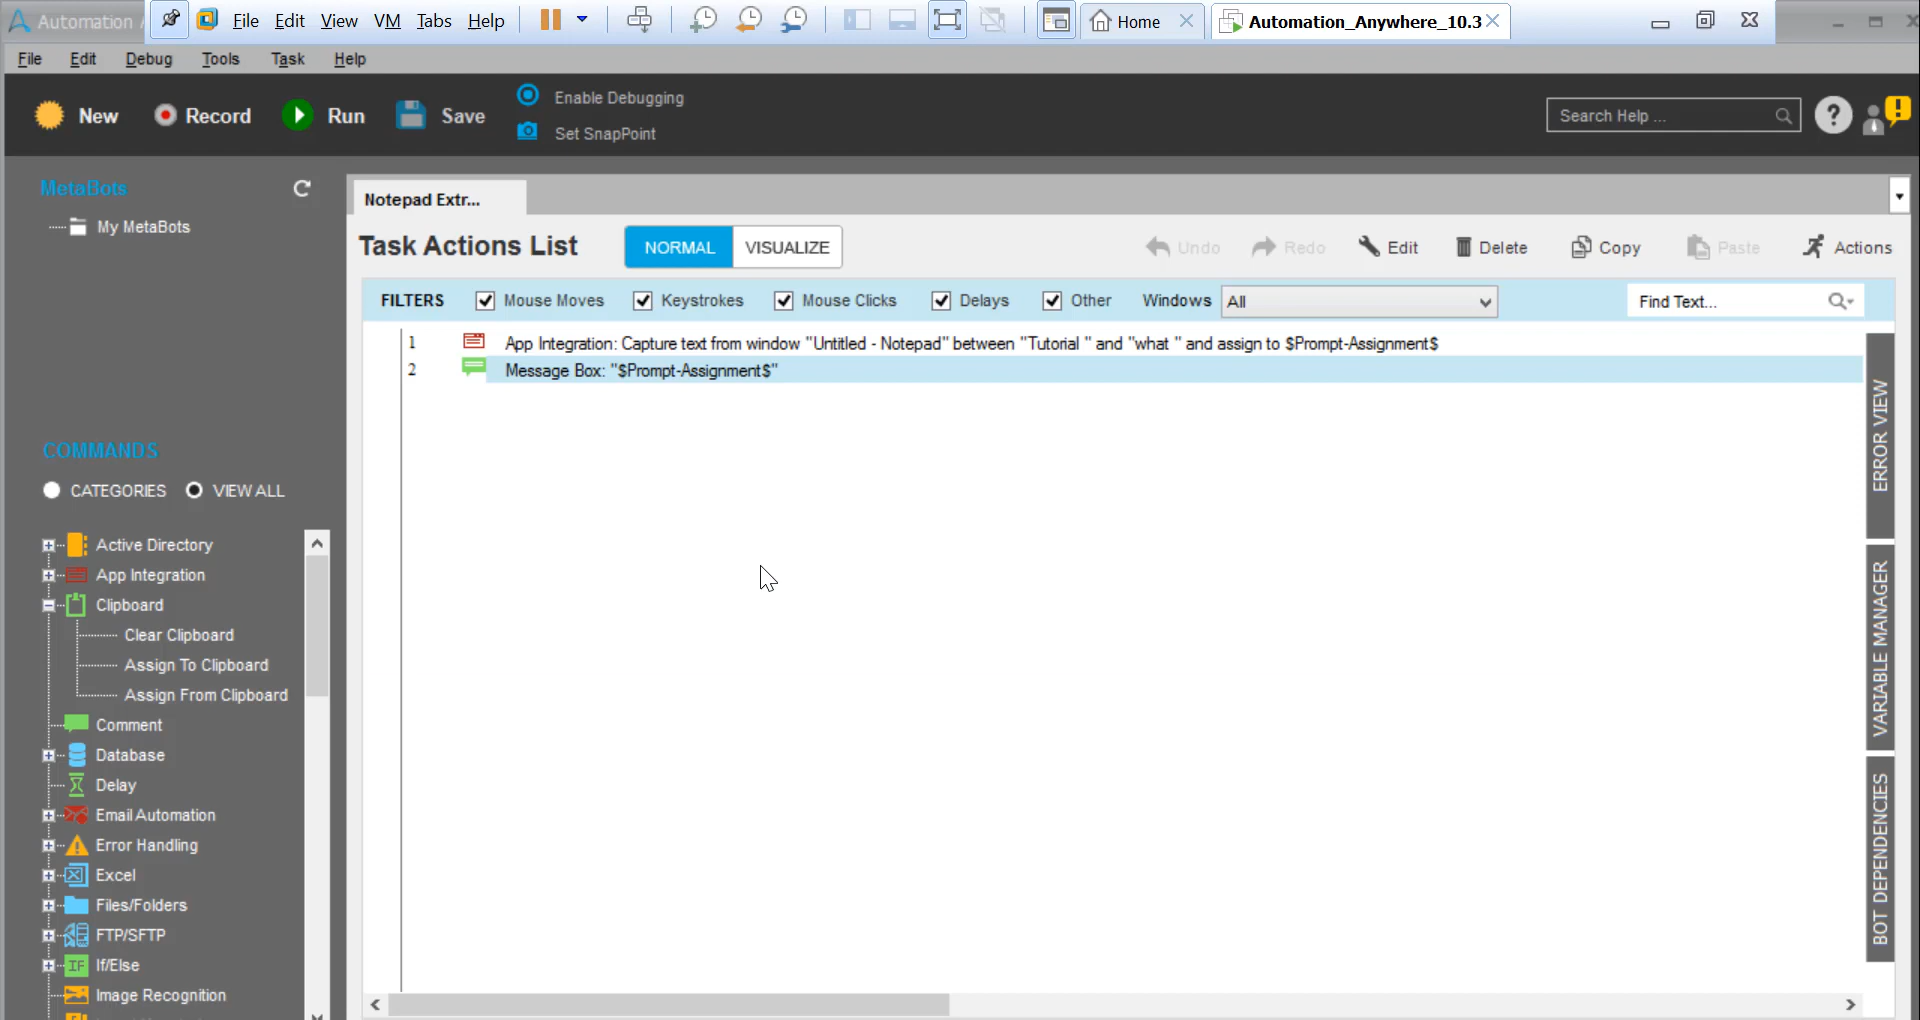 Automation A
File Edit View VM Tabs Help
Home
Automation_Anywhere_10.3
File Edit Debug Tools Task Help
New
Record
Run
Save
Enable Debugging
Set SnapPoint
Search Help ...
MetaBots
My MetaBots
Notepad Extr...
Task Actions List
NORMAL
VISUALIZE
Undo
Redo
Edit
Delete
Copy
Paste
Actions
FILTERS
Mouse Moves
Keystrokes
Mouse Clicks
Delays
Other
Windows
All
Find Text...
1 App Integration: Capture text from window "Untitled - Notepad" between "Tutorial " and "what " and assign to $Prompt-Assignment$
2 Message Box: "$Prompt-Assignment$"
COMMANDS
CATEGORIES
VIEW ALL
Active Directory
App Integration
Clipboard
Clear Clipboard
Assign To Clipboard
Assign From Clipboard
Comment
Database
Delay
Email Automation
Error Handling
Excel
Files/Folders
FTP/SFTP
IF If/Else
Image Recognition
ERROR VIEW
VARIABLE MANAGER
BOT DEPENDENCIES